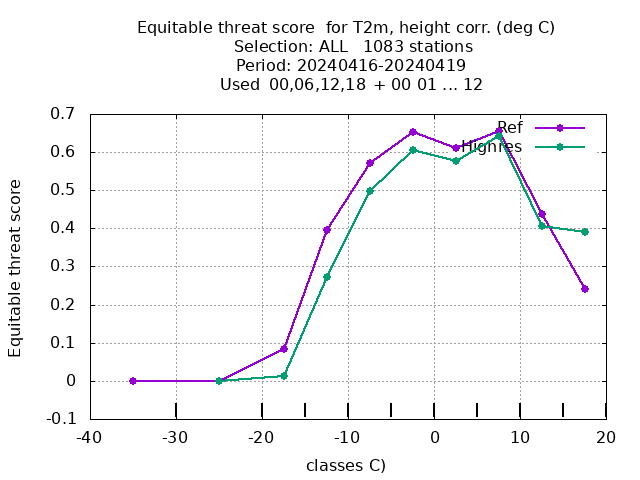 Equitable threat score  for T2m, height corr. (deg C)
Selection: ALL   1083 stations
Period: 20240416-20240419
Used  00,06,12,18  + 00 01 ... 12
Ref
Highres
Equitable threat score
0.7
0.6
0.5
0.4
0.3
0.2
0.1
0
-0.1
-40
-30
-20
-10
0
10
20
classes C)